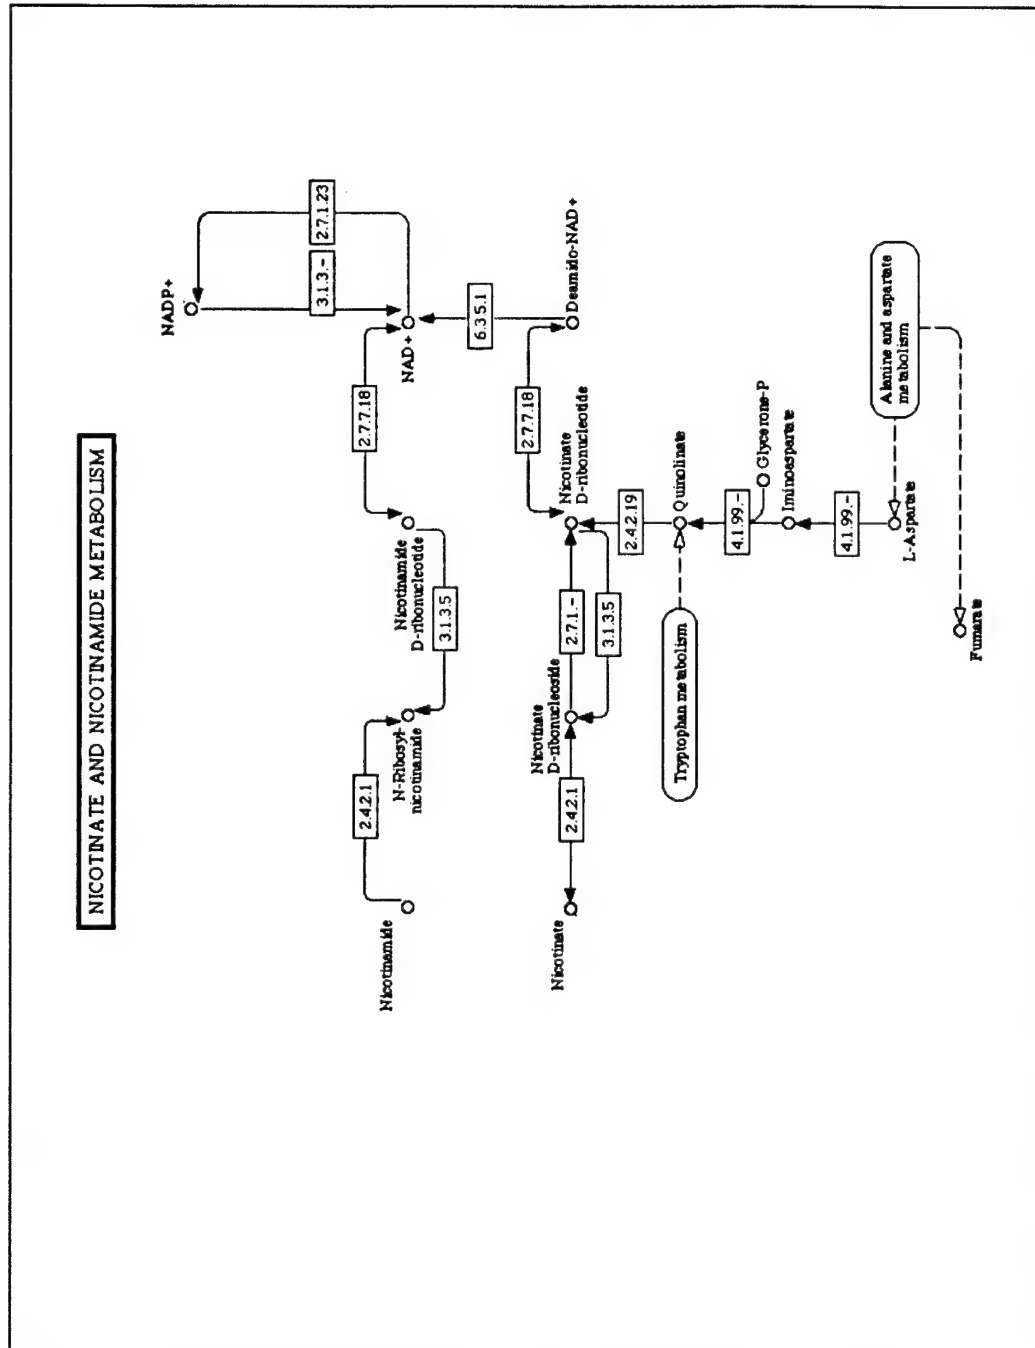 NICOTINATE AND NICOTINAMIDE METABOLISM
NADP+
3.1.3.-
2.7.1.23
Nicotinamide
2.4.2.1
N-Ribosyl-
nicotinamide
3.1.3.5
Nicotinamide
D-ribonucleotide
2.7.7.18
NAD+
6.3.5.1
Nicotinate
2.4.2.1
Nicotinate
D-ribonucleoside
2.7.1.-
3.1.3.5
Nicotinate
D-ribonucleotide
2.7.7.18
Deamido-NAD+
2.4.2.19
Tryptophan metabolism
Quinolinate
4.1.99.-
Glycerone-P
Iminoaspartate
4.1.99.-
L-Aspartate
Alanine and aspartate
metabolism
Fumarate